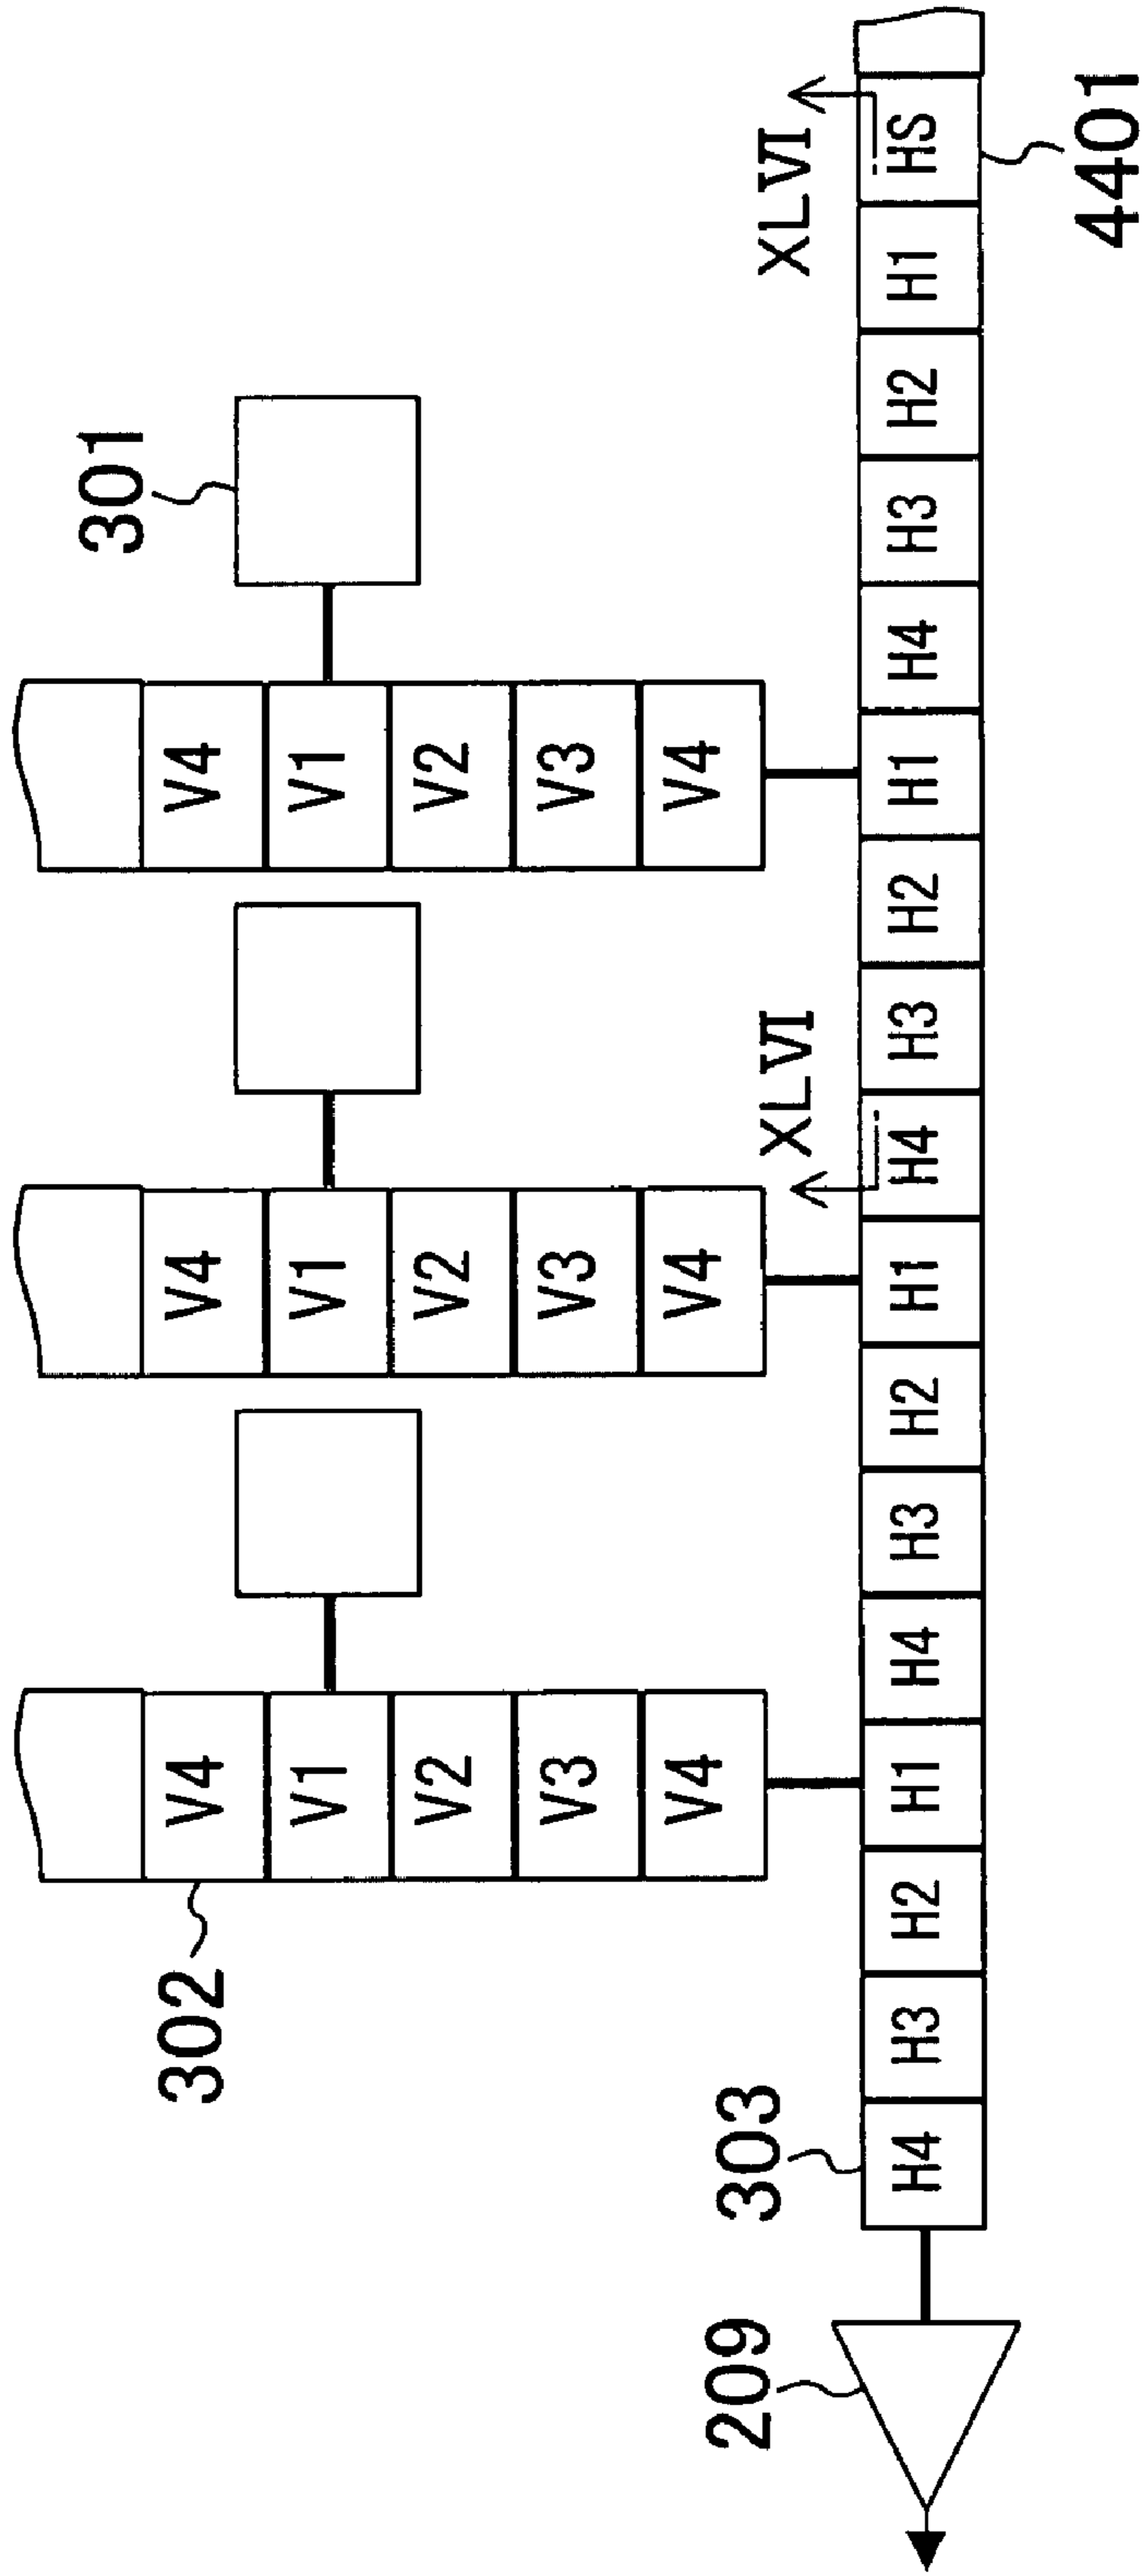 301
302 V4 V4 V4
V1 V1 V1
V2 V2 V2
V3 V3 V3
V4 V4 V4
209 303 XLVI XLVI
H4 H3 H2 H1 H4 H3 H2 H1 H4 H3 H2 H1 H4 H3 H2 H1 HS
4401